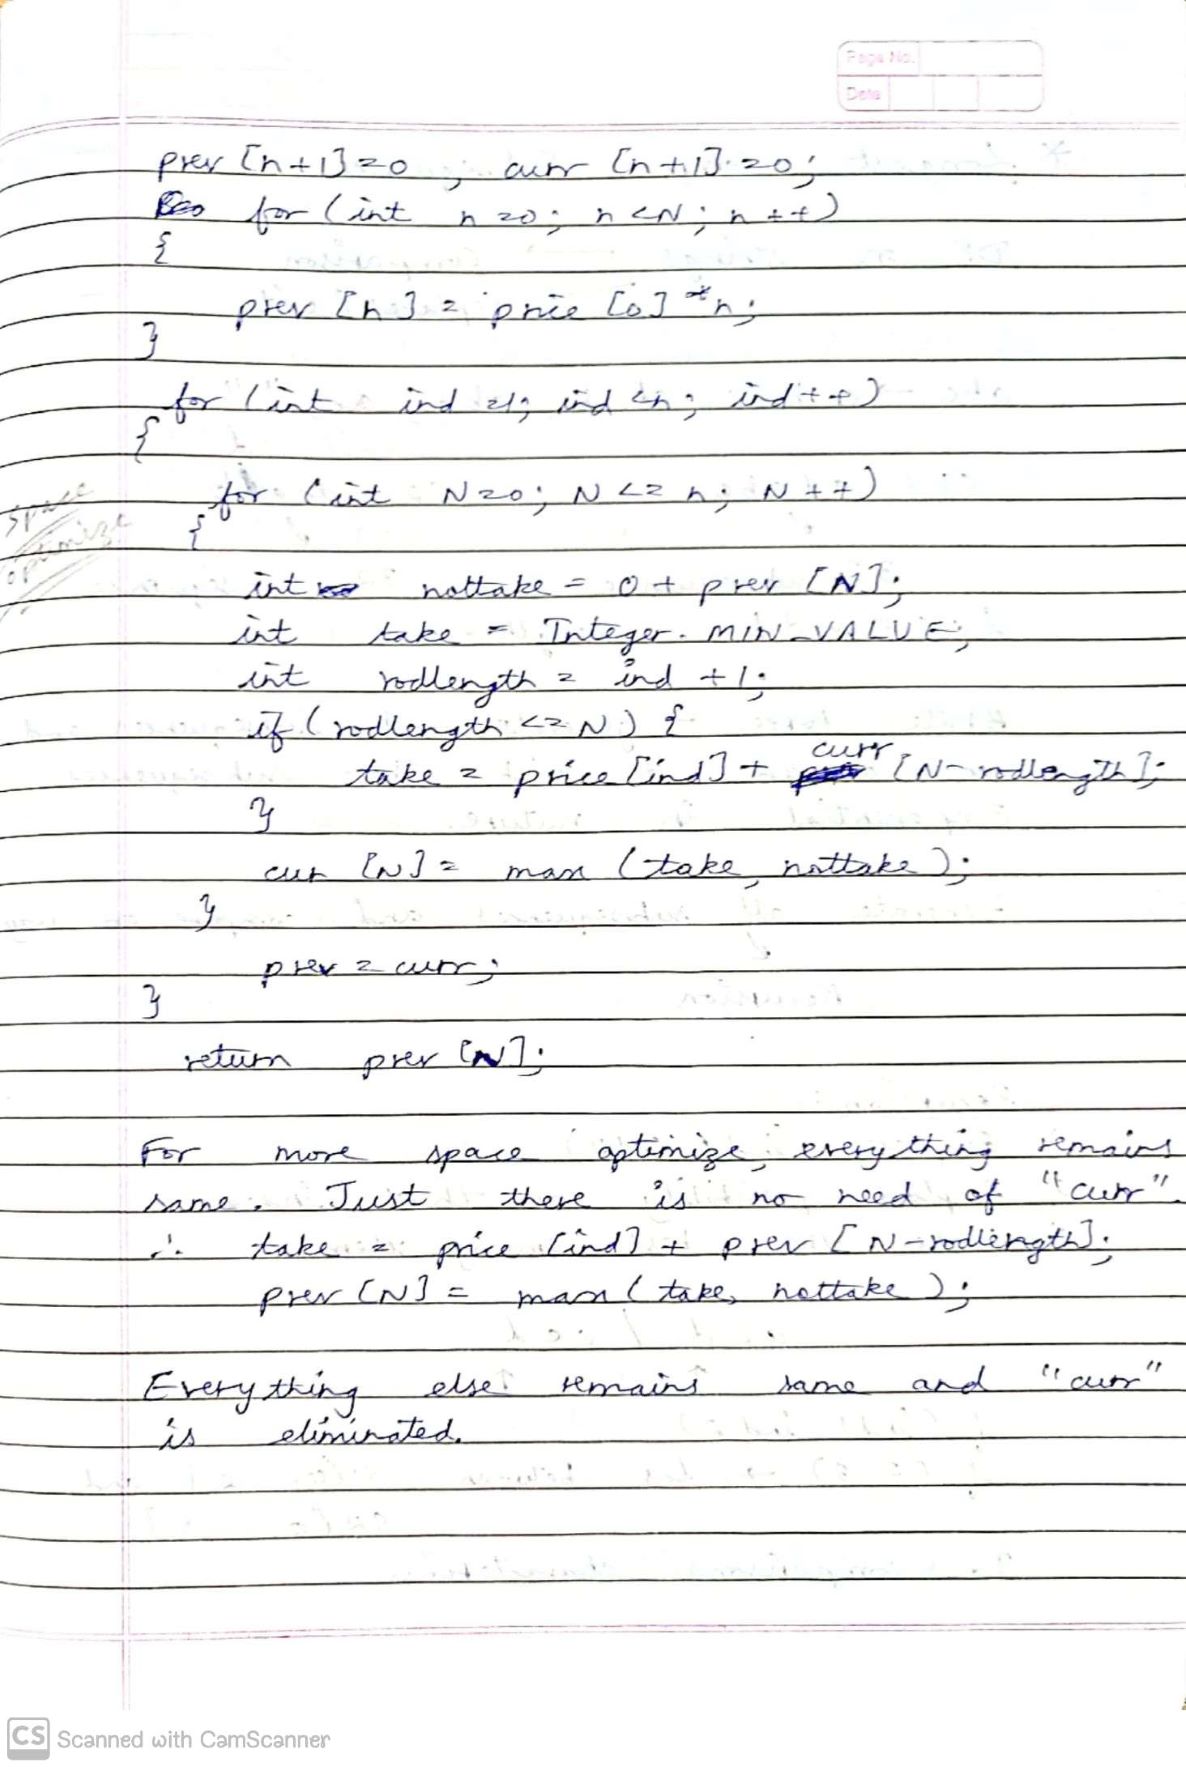 Page No.
Date
prev [n+1]=0, curr [n+1]=0;
for (int n=0; n<N; n++)
{
prev [n] = price [0] *n;
}
for (int ind=1; ind<n; ind++)
{
for (int N=0; N<=n; N++)
space
optimize
{
int nottake = 0 + prev [N];
int take = Integer.MIN_VALUE;
int rodlength = ind +1;
if (rodlength <= N) {
take = price [ind] + curr [N-rodlength];
}
cur [N] = max (take, nottake);
}
prev = curr;
}
return prev [N];
For more space optimize, everything remains
same. Just there is no need of "curr".
∴ take = price [ind] + prev [N-rodlength];
prev [N] = max (take, nottake);
Everything else remains same and "curr"
is eliminated.
CS Scanned with CamScanner